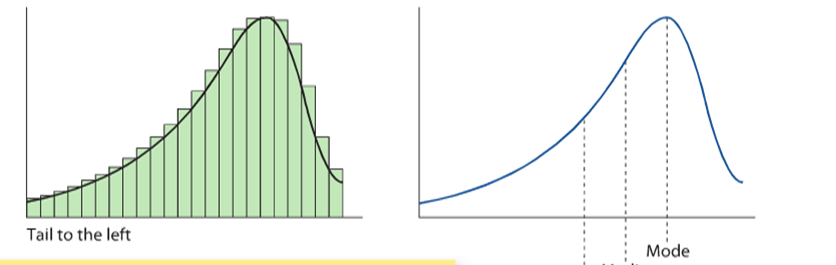 Tail to the left
Mode